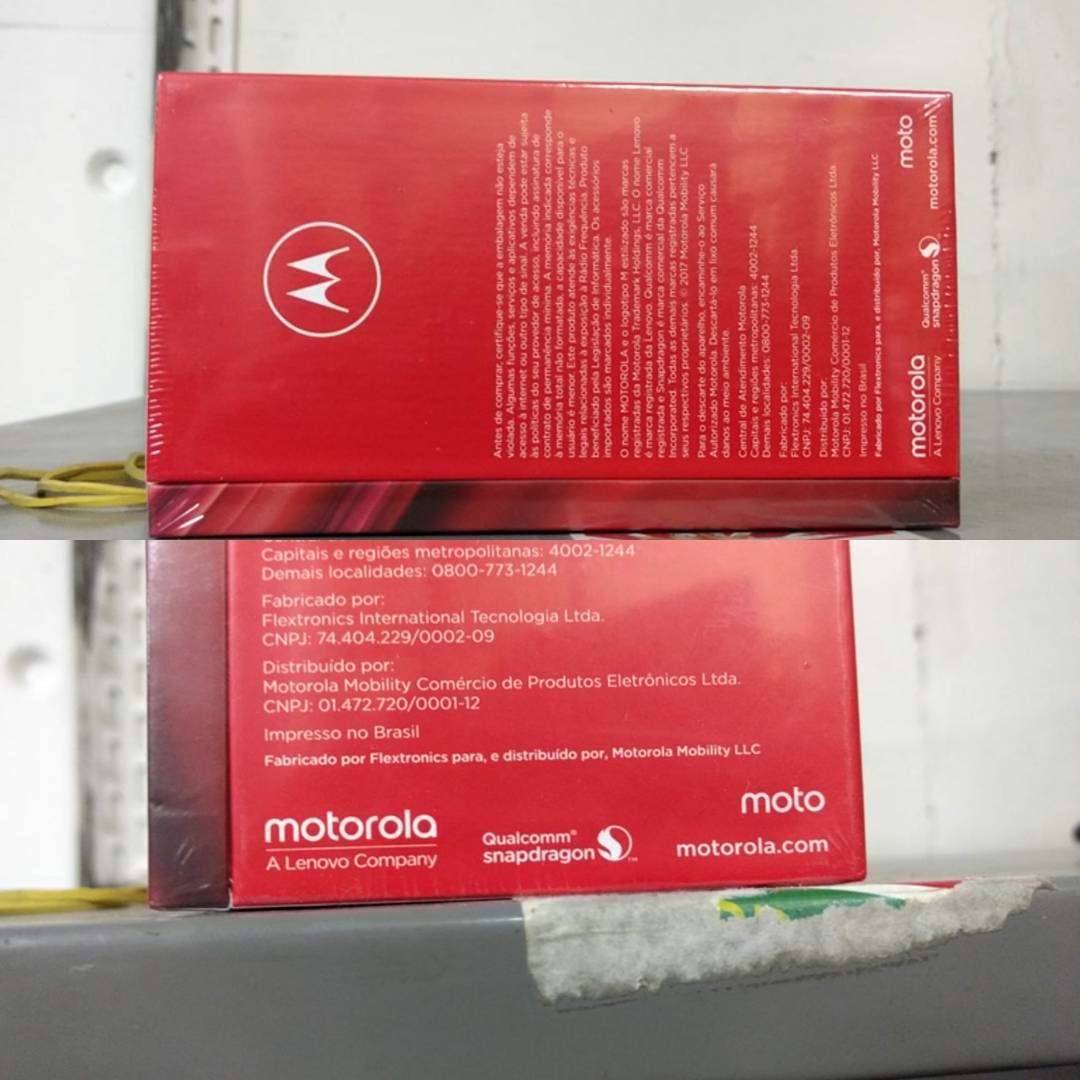 Antes de comprar, certifique-se que a embalagem não esteja
violada. Algumas funções, serviços e aplicativos dependem de
acesso à internet ou outro tipo de sinal. A venda pode estar sujeita
às políticas do seu provedor de acesso, incluindo assinatura de
contrato de permanência mínima. A memória indicada corresponde
à memória total não formatada, a capacidade disponível para o
usuário é menor. Este produto atende às exigências técnicas e
legais relacionadas à exposição à Rádio Frequência. Produto
beneficiado pela Legislação de Informática. Os acessórios
importados são marcados individualmente.
O nome MOTOROLA e o logotipo M estilizado são marcas
registradas da Motorola Trademark Holdings, LLC. O nome Lenovo
é marca registrada da Lenovo. Qualcomm é marca comercial
registrada e Snapdragon é marca comercial da Qualcomm
Incorporated. Todas as demais marcas registradas pertencem a
seus respectivos proprietários. © 2017 Motorola Mobility LLC
Para o descarte do aparelho, encaminhe-o ao Serviço
Autorizado Motorola. Descartá-lo em lixo comum causará
danos ao meio ambiente.
Central de Atendimento Motorola
Capitais e regiões metropolitanas: 4002-1244
Demais localidades: 0800-773-1244
Fabricado por:
Flextronics International Tecnologia Ltda.
CNPJ: 74.404.229/0002-09
Distribuído por:
Motorola Mobility Comércio de Produtos Eletrônicos Ltda.
CNPJ: 01.472.720/0001-12
Impresso no Brasil
Fabricado por Flextronics para, e distribuído por, Motorola Mobility LLC
moto
motorola
A Lenovo Company
Qualcomm®
snapdragon
motorola.com
Capitais e regiões metropolitanas: 4002-1244
Demais localidades: 0800-773-1244
Fabricado por:
Flextronics International Tecnologia Ltda.
CNPJ: 74.404.229/0002-09
Distribuído por:
Motorola Mobility Comércio de Produtos Eletrônicos Ltda.
CNPJ: 01.472.720/0001-12
Impresso no Brasil
Fabricado por Flextronics para, e distribuído por, Motorola Mobility LLC
moto
motorola
A Lenovo Company
Qualcomm®
snapdragon™
motorola.com